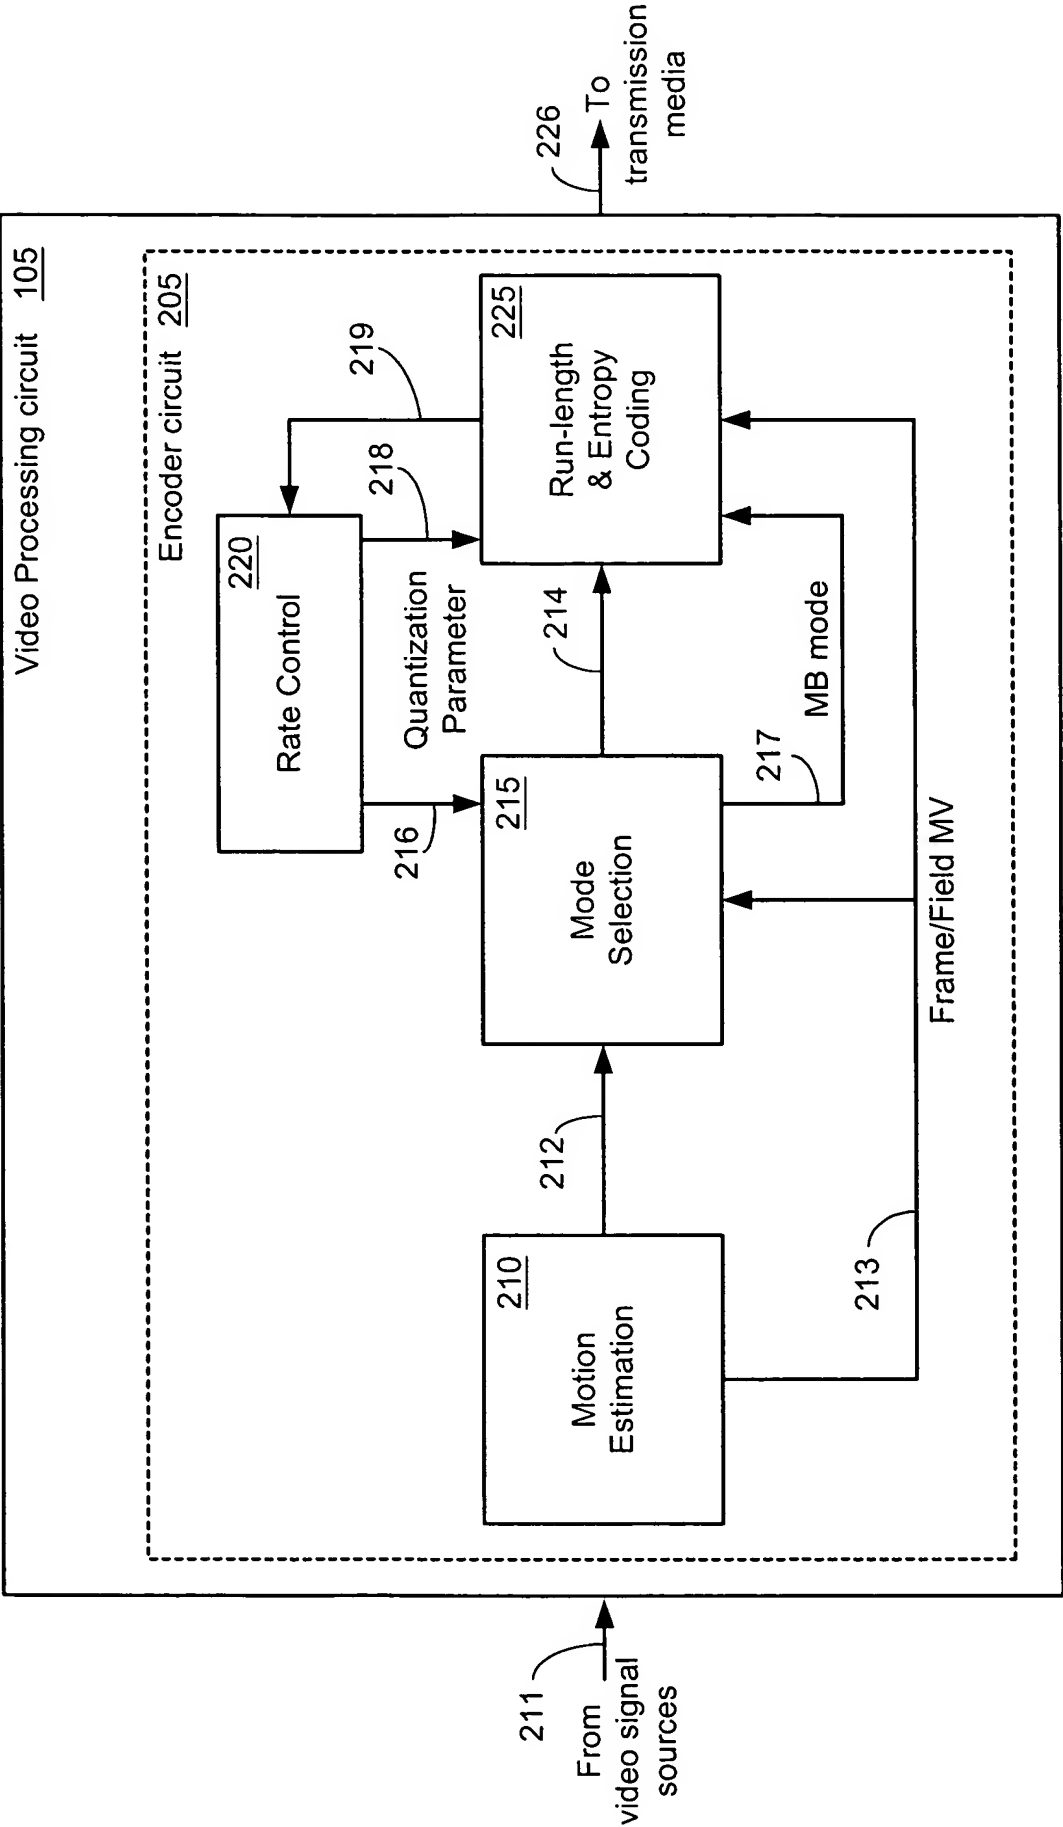 Video Processing circuit 105
Encoder circuit 205
220
Rate Control
219
218
216
Quantization
Parameter
211
From
video signal
sources
210
Motion
Estimation
212
215
Mode
Selection
214
225
Run-length
& Entropy
Coding
226
To
transmission
media
217
MB mode
213
Frame/Field MV